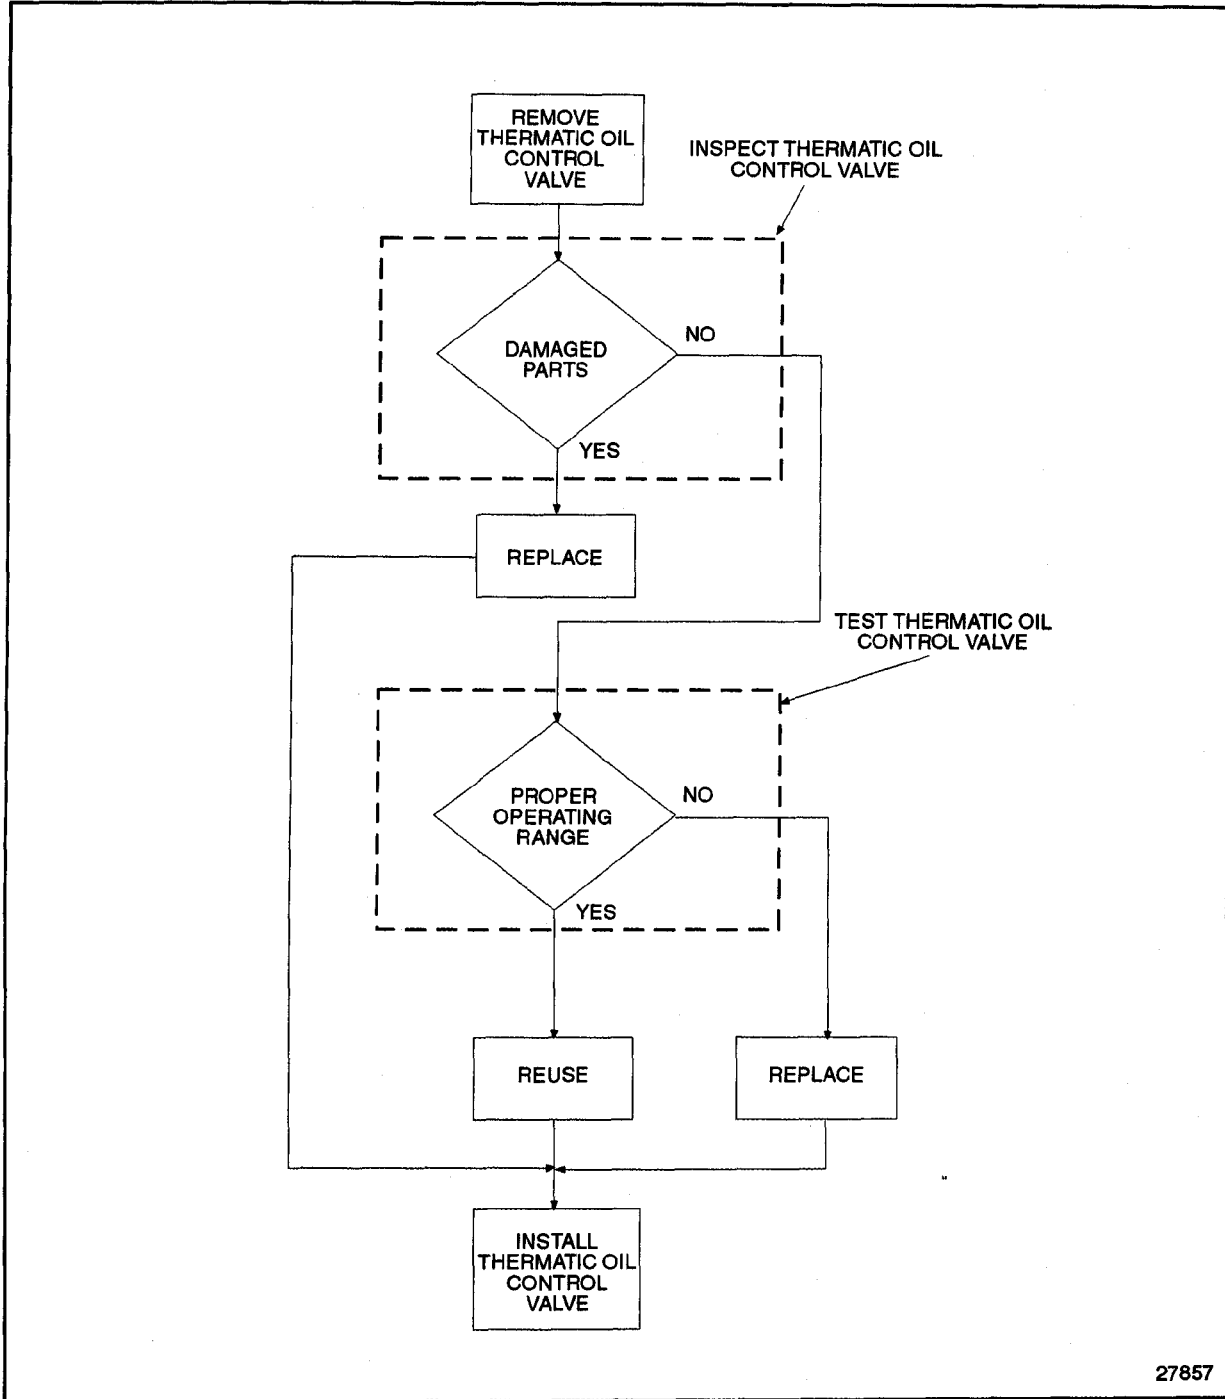 REMOVE
THERMATIC OIL
CONTROL
VALVE
INSPECT THERMATIC OIL
CONTROL VALVE
NO
DAMAGED
PARTS
YES
REPLACE
TEST THERMATIC OIL
CONTROL VALVE
PROPER
OPERATING
RANGE
NO
YES
REUSE
REPLACE
INSTALL
THERMATIC OIL
CONTROL
VALVE
27857